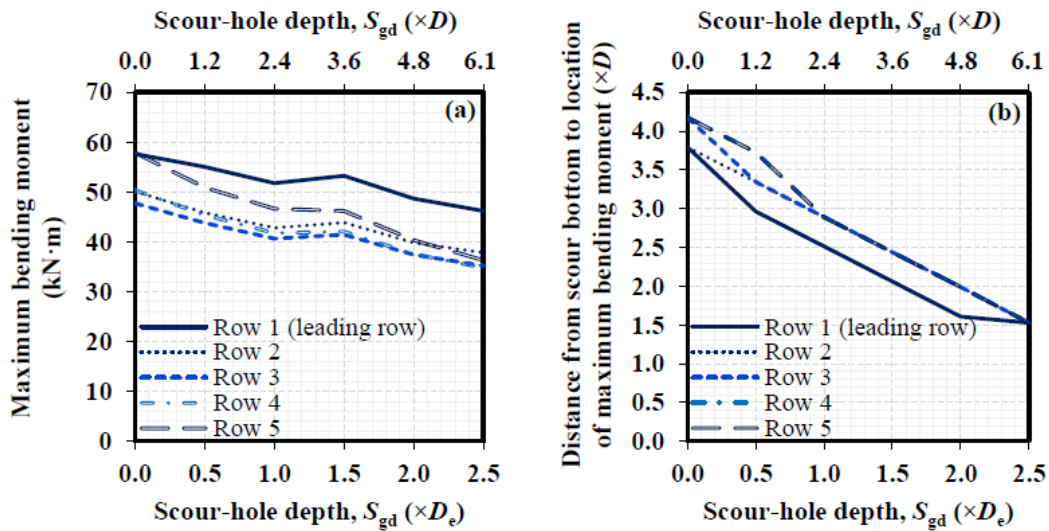 Scour-hole depth, Sgd (×D)
0.0 1.2 2.4 3.6 4.8 6.1
Maximum bending moment
(kN·m)
70
60
50
40
30
20
10
0
(a)
Row 1 (leading row)
Row 2
Row 3
Row 4
Row 5
0.0 0.5 1.0 1.5 2.0 2.5
Scour-hole depth, Sgd (×De)
Scour-hole depth, Sgd (×D)
0.0 1.2 2.4 3.6 4.8 6.1
Distance from scour bottom to location
of maximum bending moment (×D)
4.5
4.0
3.5
3.0
2.5
2.0
1.5
1.0
0.5
0.0
(b)
Row 1 (leading row)
Row 2
Row 3
Row 4
Row 5
0.0 0.5 1.0 1.5 2.0 2.5
Scour-hole depth, Sgd (×De)